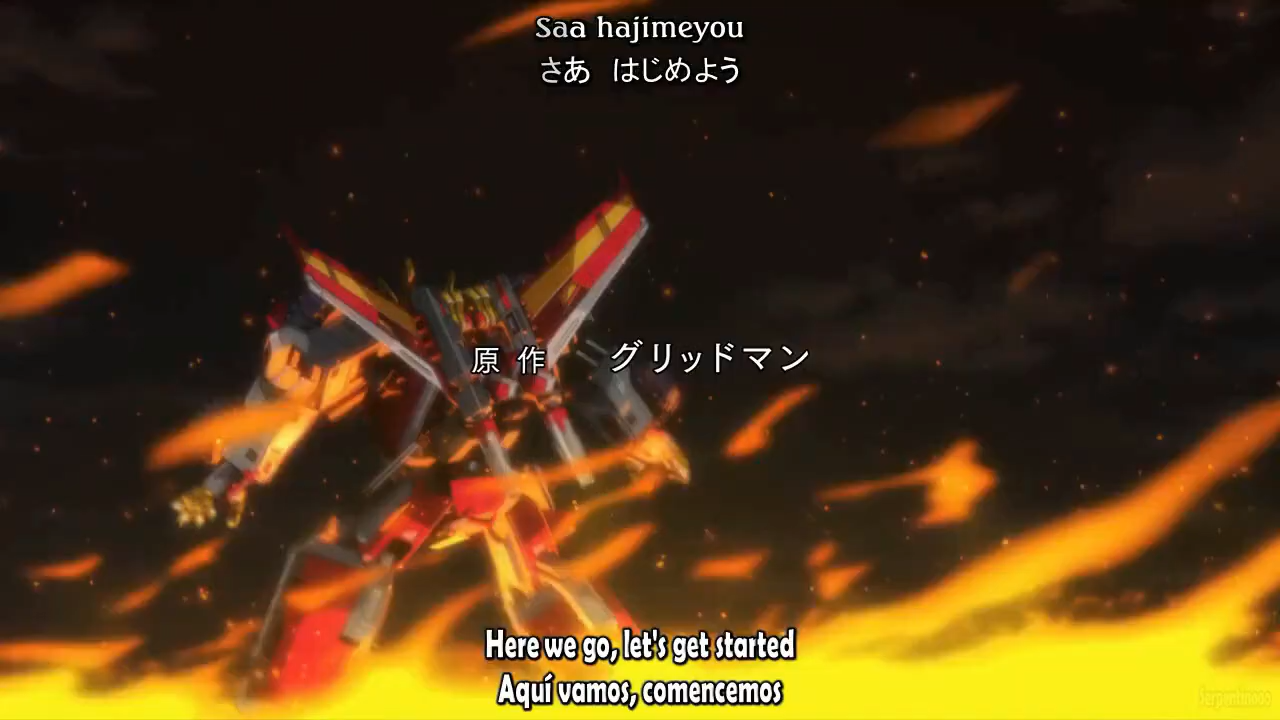 Saa hajimeyou
さあ はじめよう
原作 グリッドマン
Here we go, let's get started
Aquí vamos, comencemos